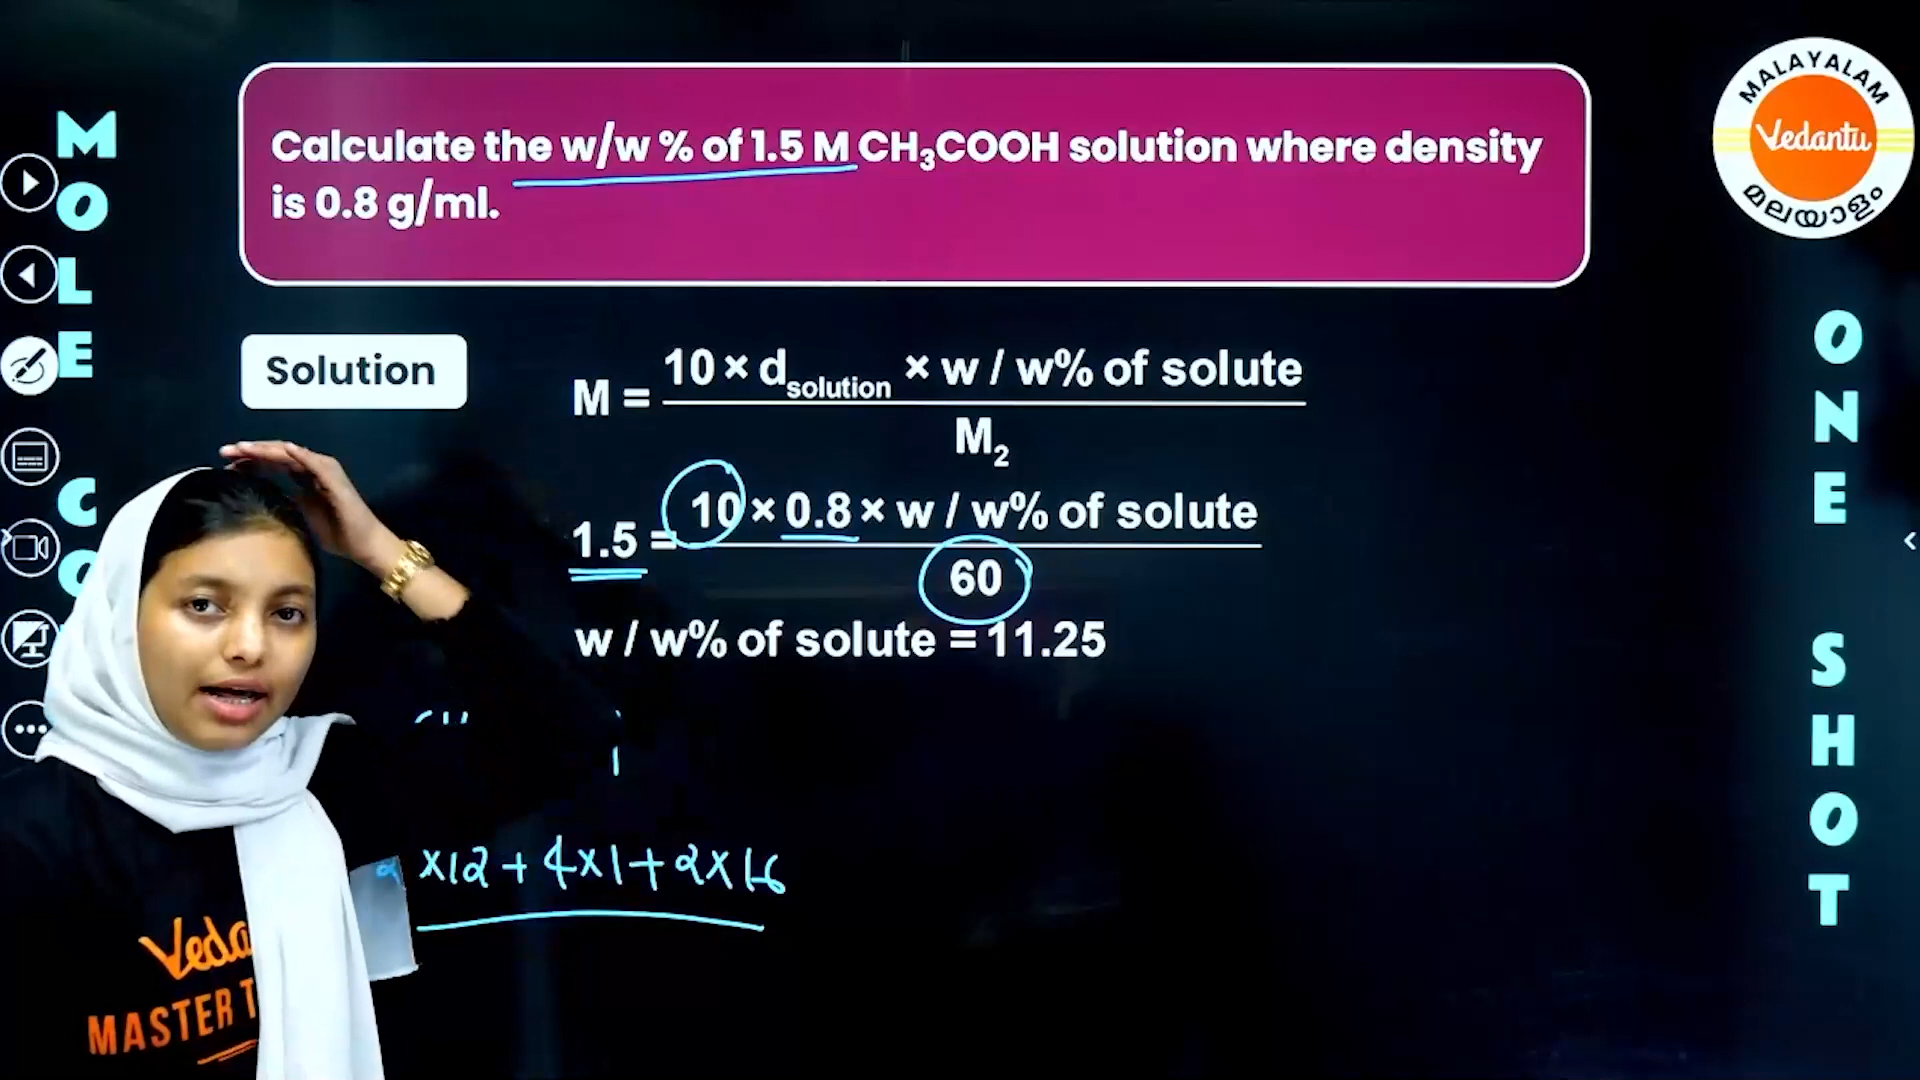 Calculate the w/w % of 1.5 M CH₃COOH solution where density
is 0.8 g/ml.
Solution
M = 10 × d solution × w / w% of solute
M₂
1.5 = 10 × 0.8 × w / w% of solute
60
w / w% of solute = 11.25
2 ×12 + 4×1 + 2×16
MOLE
ONE
SHOT
MALAYALAM
Vedantu
മലയാളം
Veda
MASTER T